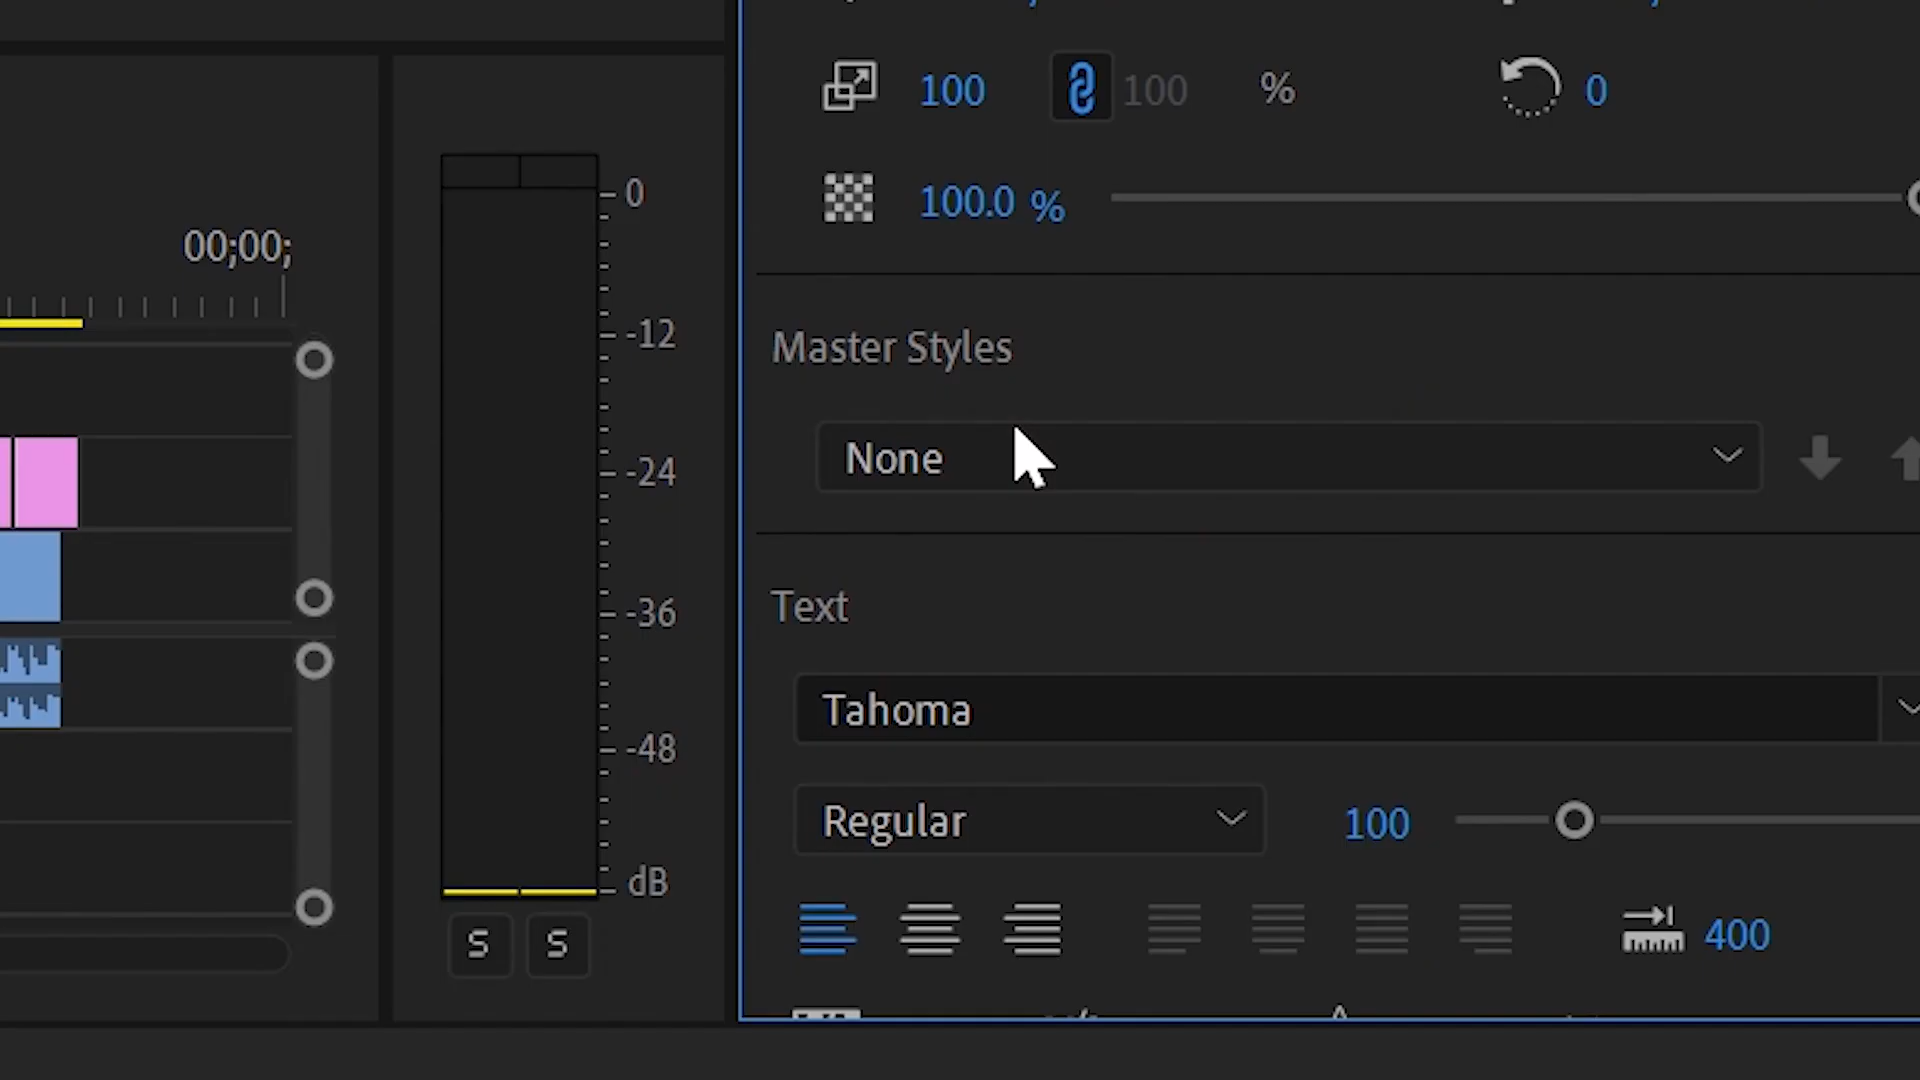 100 100 % 0
100.0 %
00;00;
0
-12
-24
-36
-48
dB
S S
Master Styles
None
Text
Tahoma
Regular 100
400